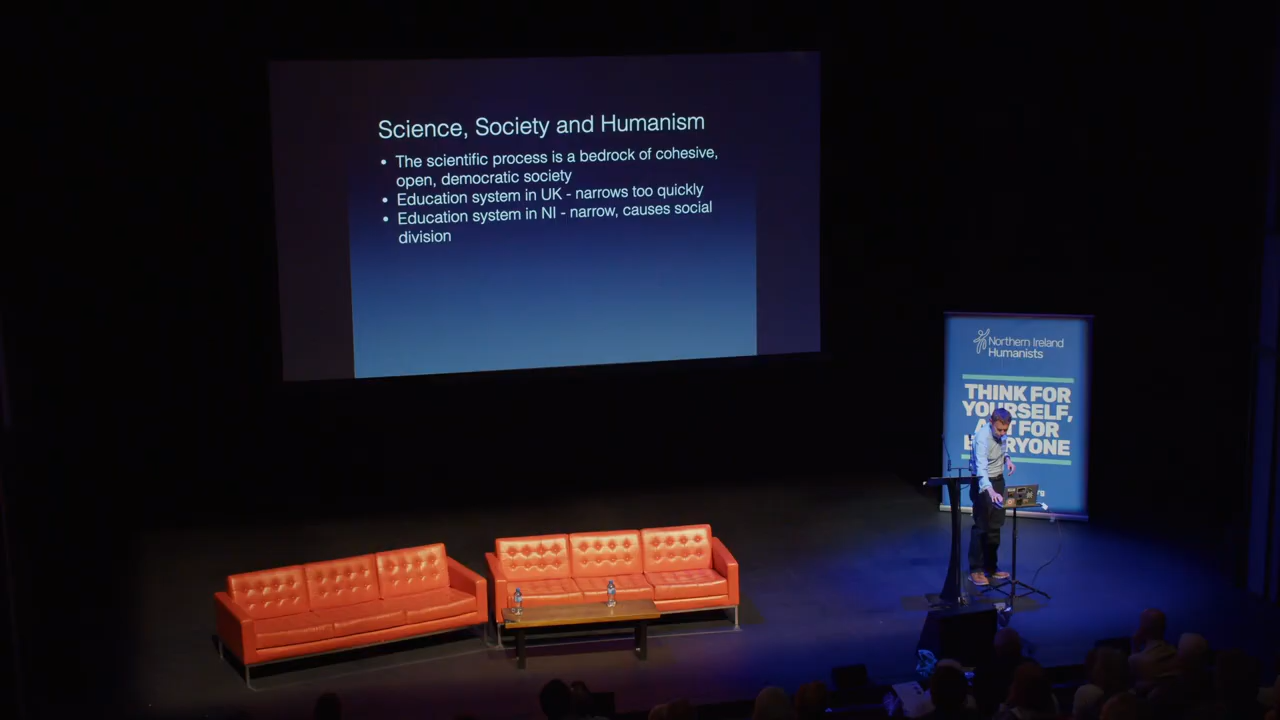 Science, Society and Humanism
• The scientific process is a bedrock of cohesive,
open, democratic society
• Education system in UK - narrows too quickly
• Education system in NI - narrow, causes social
division
Northern Ireland
Humanists
THINK FOR
YOURSELF,
FOR